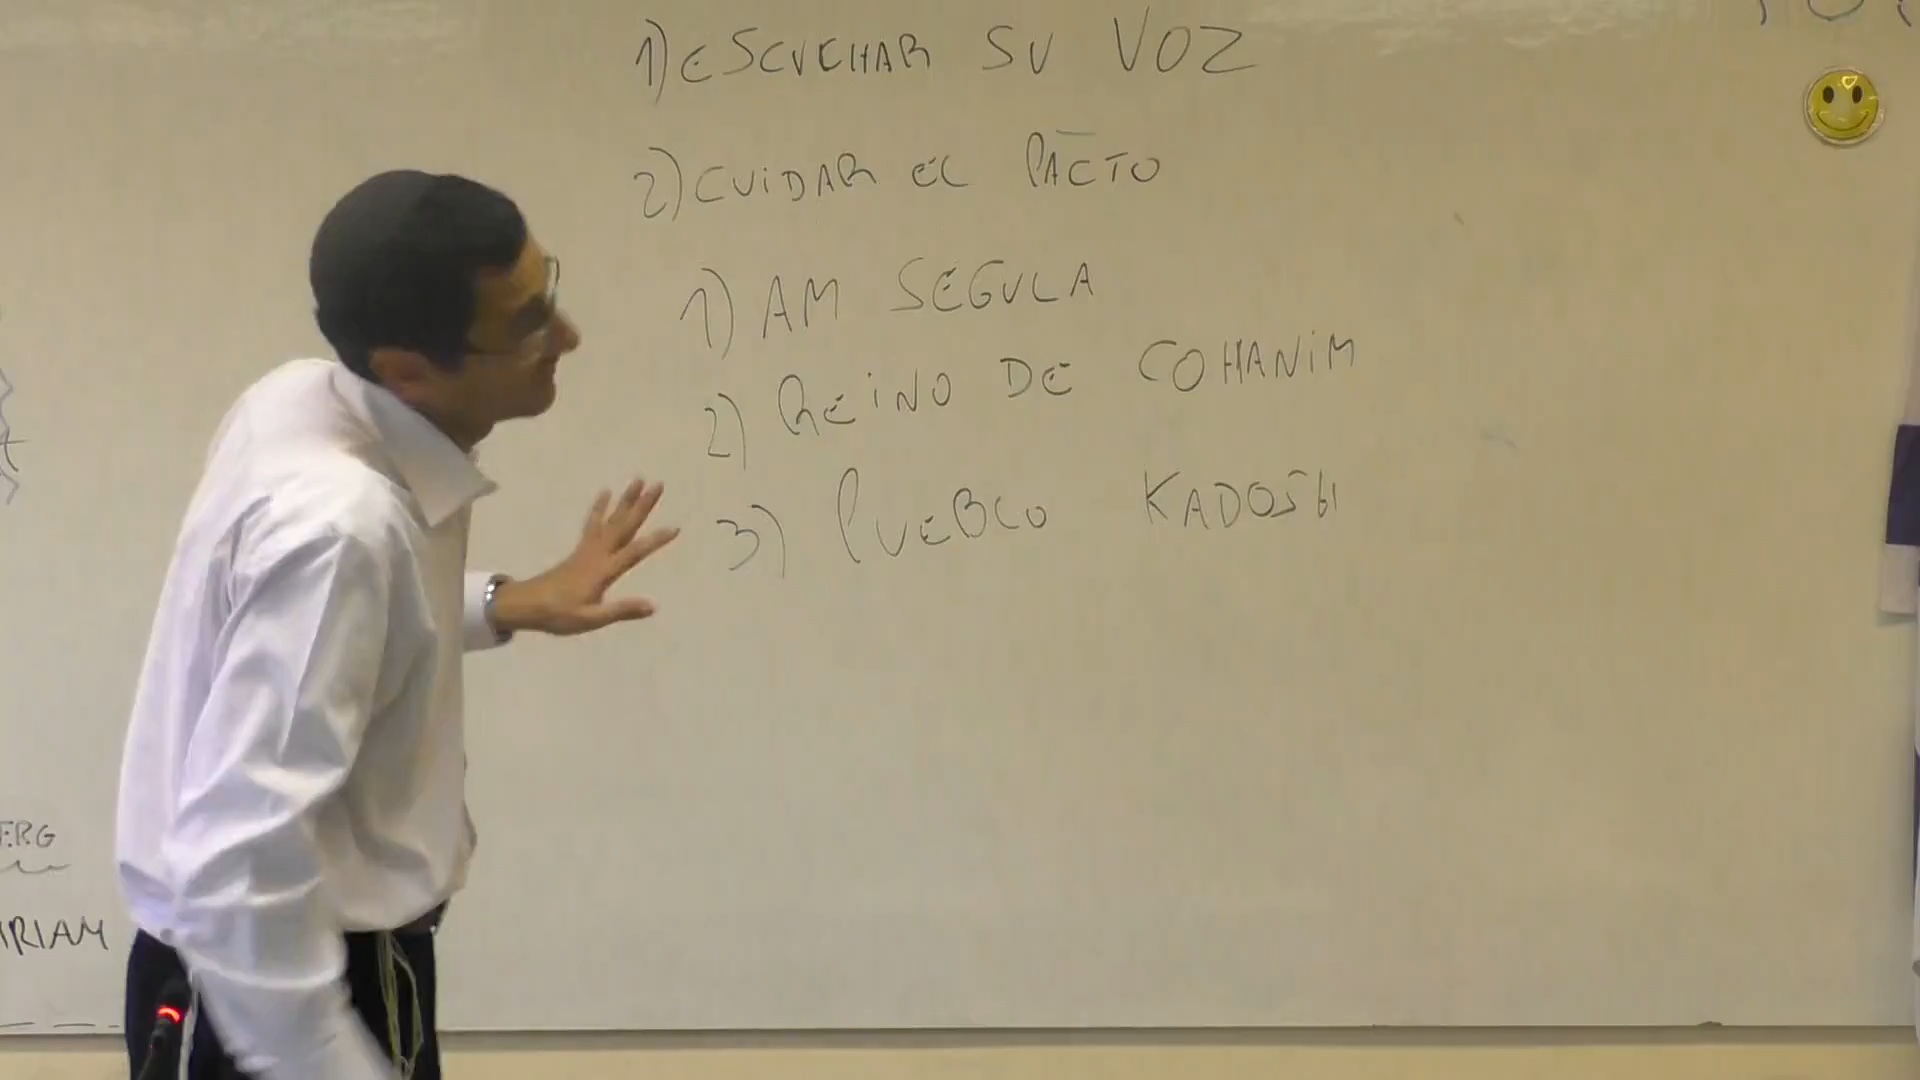 1) ESCUCHAR SU VOZ
2) CUIDAR EL PACTO
1) AM SEGULA
2) REINO DE COHANIM
3) PUEBLO KADOSH
ERG
IRIAM